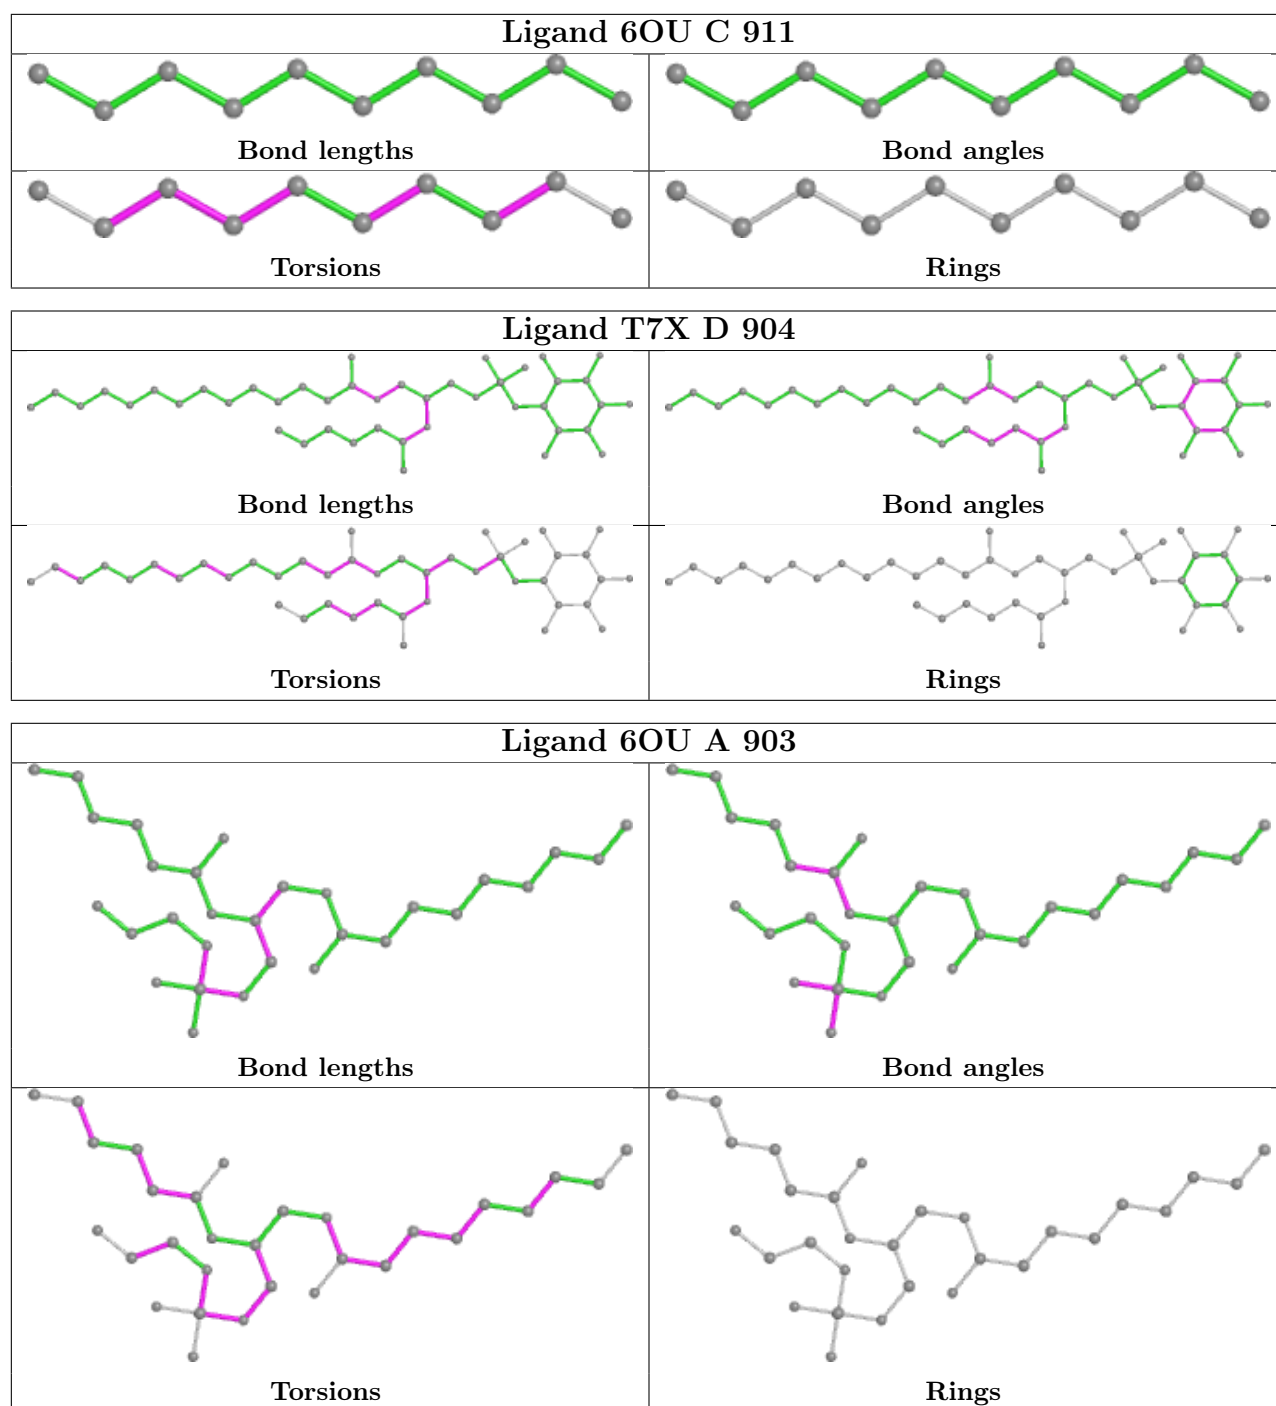 Ligand 6OU C 911
Bond lengths
Bond angles
Torsions
Rings
Ligand T7X D 904
Bond lengths
Bond angles
Torsions
Rings
Ligand 6OU A 903
Bond lengths
Bond angles
Torsions
Rings